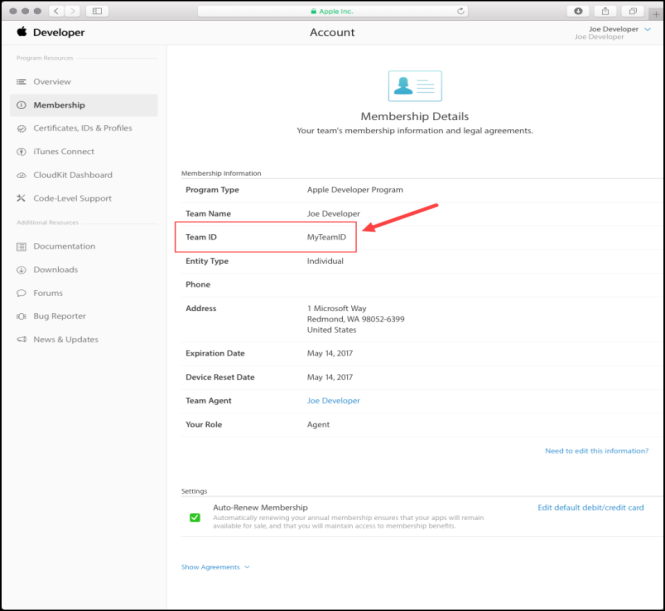 Apple Inc.
Developer
Account
Joe Developer
Joe Developer
Program Resources
Overview
Membership
Certificates, IDs & Profiles
iTunes Connect
CloudKit Dashboard
Code-Level Support
Additional Resources
Documentation
Downloads
Forums
Bug Reporter
News & Updates
Membership Details
Your team's membership information and legal agreements.
Membership Information
Program Type Apple Developer Program
Team Name Joe Developer
Team ID MyTeamID
Entity Type Individual
Phone
Address 1 Microsoft Way
Redmond, WA 98052-6399
United States
Expiration Date May 14, 2017
Device Reset Date May 14, 2017
Team Agent Joe Developer
Your Role Agent
Need to edit this information?
Settings
Auto-Renew Membership Edit default debit/credit card
Automatically renewing your annual membership ensures that your apps will remain
available for sale, and that you will maintain access to membership benefits.
Show Agreements